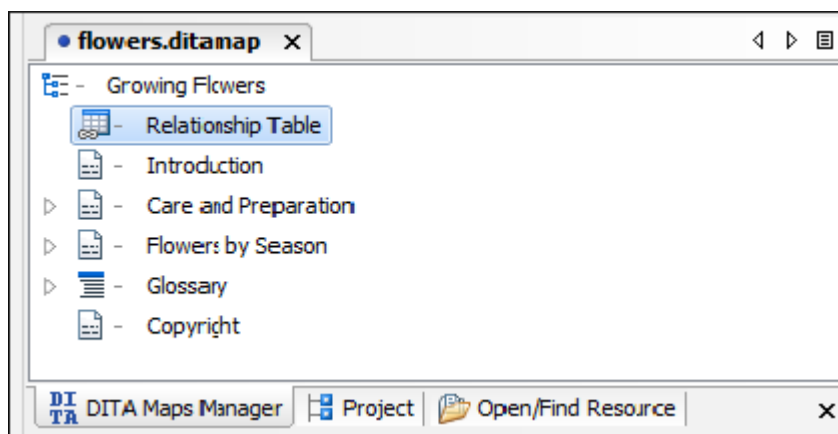 flowers.ditamap
Growing Flowers
Relationship Table
Introduction
Care and Preparation
Flowers by Season
Glossary
Copyright
DITA DITA Maps Manager Project Open/Find Resource